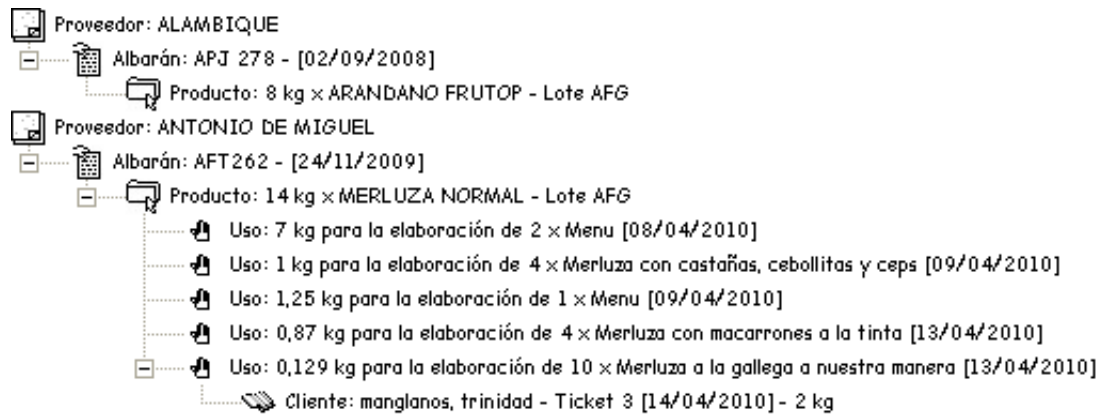 Proveedor: ALAMBIQUE
Albarán: APJ 278 - [02/09/2008]
Producto: 8 kg × ARANDANO FRUTOP - Lote AFG
Proveedor: ANTONIO DE MIGUEL
Albarán: AFT262 - [24/11/2009]
Producto: 14 kg × MERLUZA NORMAL - Lote AFG
Uso: 7 kg para la elaboración de 2 × Menu [08/04/2010]
Uso: 1 kg para la elaboración de 4 × Merluza con castañas, cebollitas y ceps [09/04/2010]
Uso: 1,25 kg para la elaboración de 1 × Menu [09/04/2010]
Uso: 0,87 kg para la elaboración de 4 × Merluza con macarrones a la tinta [13/04/2010]
Uso: 0,129 kg para la elaboración de 10 × Merluza a la gallega a nuestra manera [13/04/2010]
Cliente: manglanos, trinidad - Ticket 3 [14/04/2010] - 2 kg